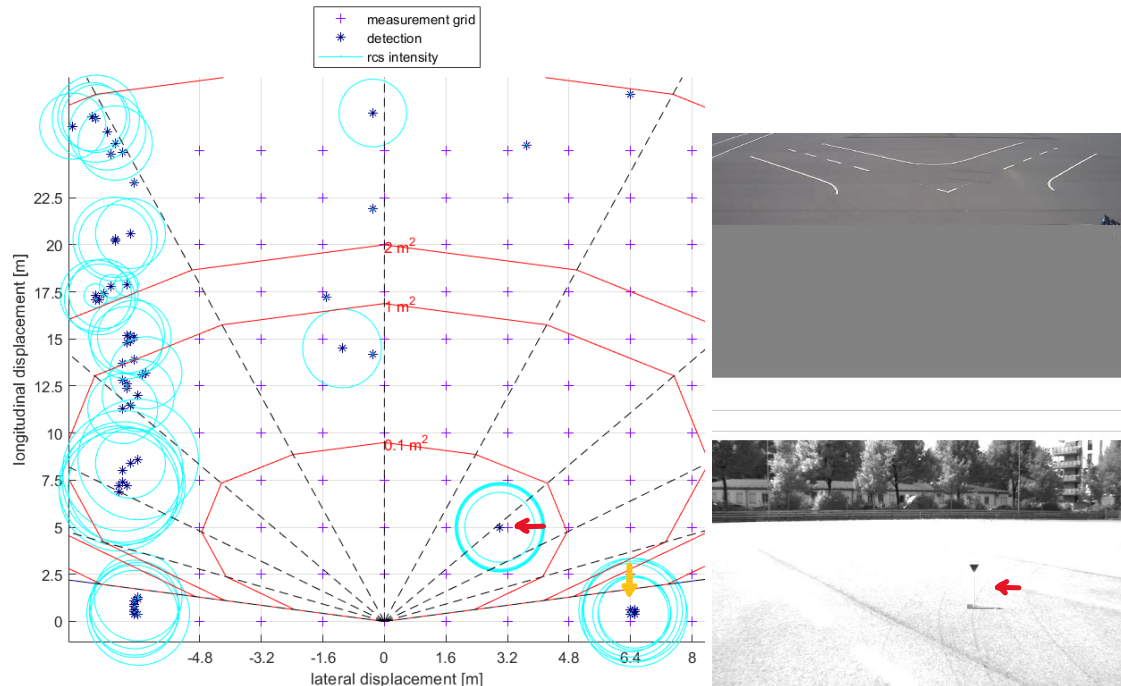 measurement grid
detection
rcs intensity
longitudinal displacement [m]
22.5
20
17.5
15
12.5
10
7.5
5
2.5
0
2 m²
1 m²
0.1 m²
-4.8
-3.2
-1.6
0
1.6
3.2
4.8
6.4
8
lateral displacement [m]